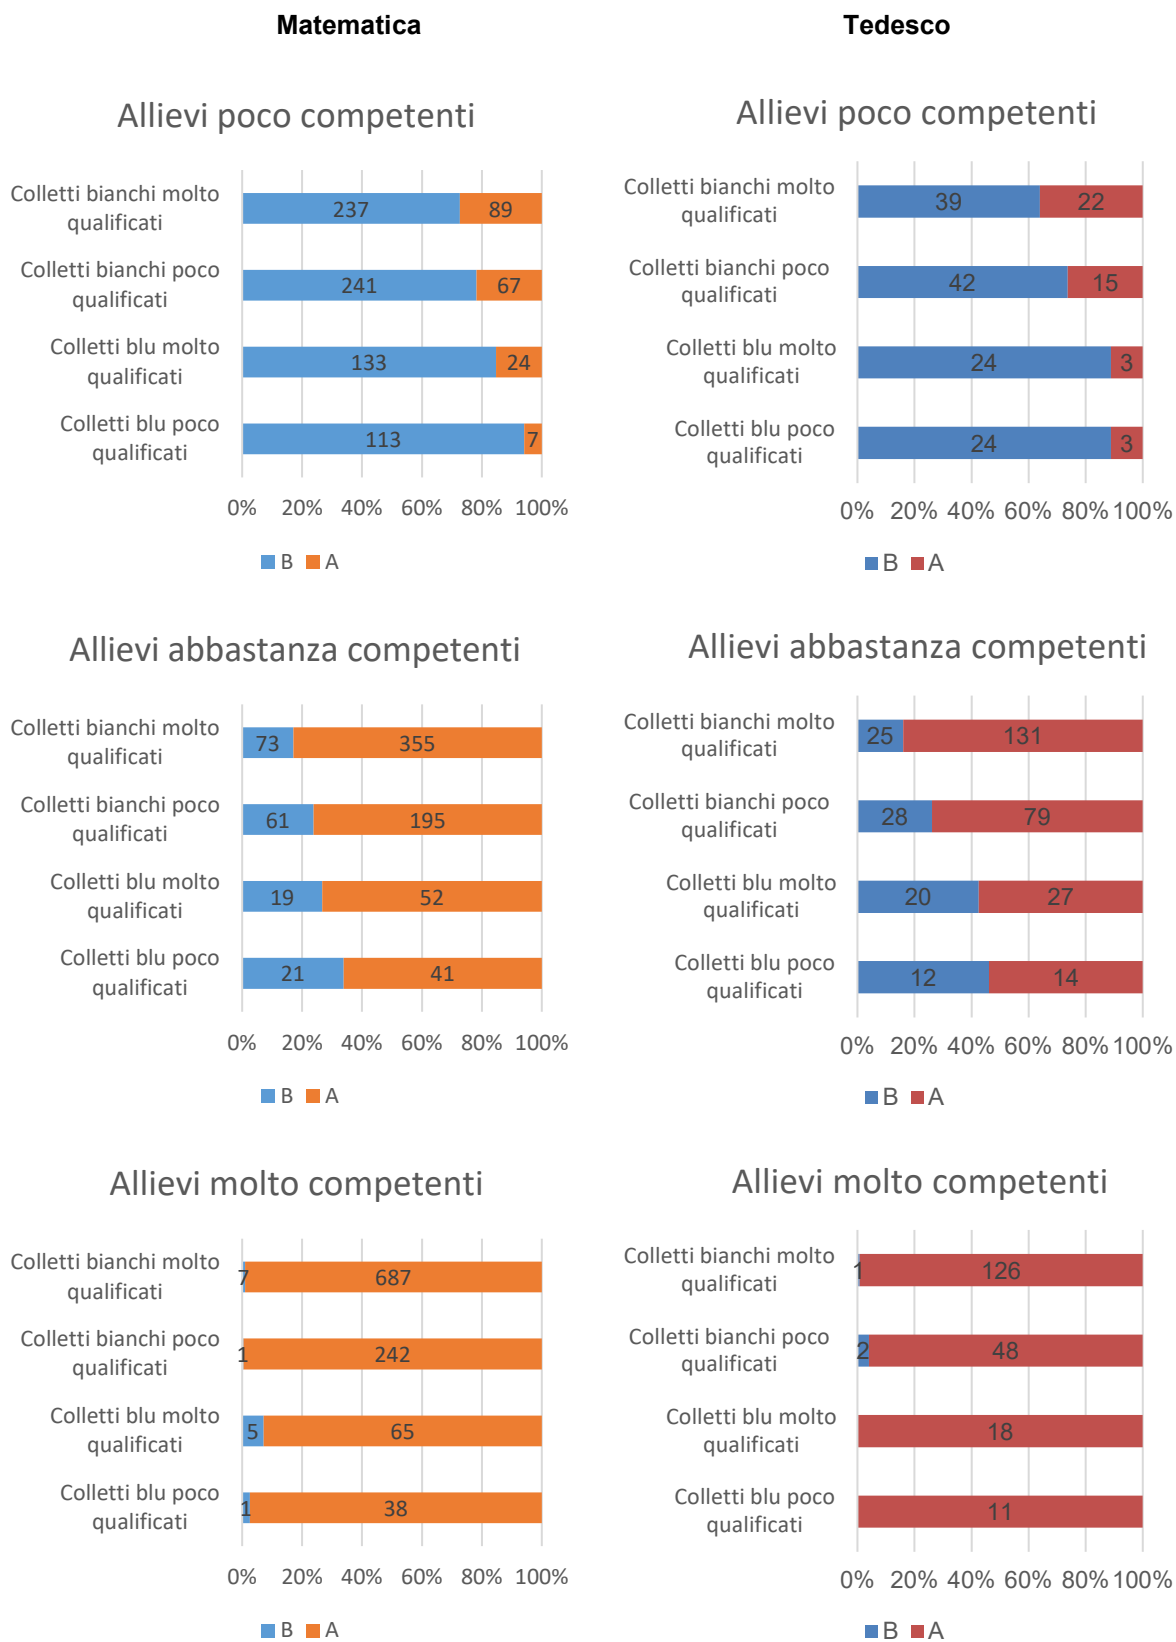 Matematica
Tedesco
Allievi poco competenti
Colletti bianchi molto
qualificati
237 89
Colletti bianchi poco
qualificati
241 67
Colletti blu molto
qualificati
133 24
Colletti blu poco
qualificati
113 7
0% 20% 40% 60% 80% 100%
B A
Allievi poco competenti
Colletti bianchi molto
qualificati
39 22
Colletti bianchi poco
qualificati
42 15
Colletti blu molto
qualificati
24 3
Colletti blu poco
qualificati
24 3
0% 20% 40% 60% 80% 100%
B A
Allievi abbastanza competenti
Colletti bianchi molto
qualificati
73 355
Colletti bianchi poco
qualificati
61 195
Colletti blu molto
qualificati
19 52
Colletti blu poco
qualificati
21 41
0% 20% 40% 60% 80% 100%
B A
Allievi abbastanza competenti
Colletti bianchi molto
qualificati
25 131
Colletti bianchi poco
qualificati
28 79
Colletti blu molto
qualificati
20 27
Colletti blu poco
qualificati
12 14
0% 20% 40% 60% 80% 100%
B A
Allievi molto competenti
Colletti bianchi molto
qualificati
7 687
Colletti bianchi poco
qualificati
1 242
Colletti blu molto
qualificati
5 65
Colletti blu poco
qualificati
1 38
0% 20% 40% 60% 80% 100%
B A
Allievi molto competenti
Colletti bianchi molto
qualificati
1 126
Colletti bianchi poco
qualificati
2 48
Colletti blu molto
qualificati
18
Colletti blu poco
qualificati
11
0% 20% 40% 60% 80% 100%
B A